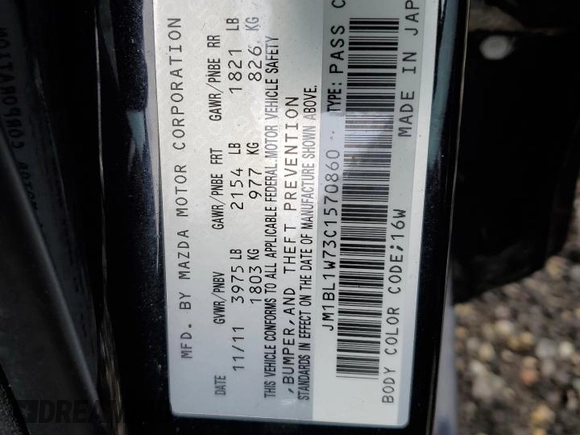 MFD. BY MAZDA MOTOR CORPORATION
GVWR/PNBV GAWR/PNBE FRT GAWR/PNBE RR
DATE 11/11 3975 LB 2154 LB 1821 LB
1803 KG 977 KG 826 KG
THIS VEHICLE CONFORMS TO ALL APPLICABLE FEDERAL MOTOR VEHICLE SAFETY
,BUMPER,AND THEFT PREVENTION
STANDARDS IN EFFECT ON THE DATE OF MANUFACTURE SHOWN ABOVE.
JM1BL1W73C1570860 TYPE: PASS C
MADE IN JAP
BODY COLOR CODE;16W